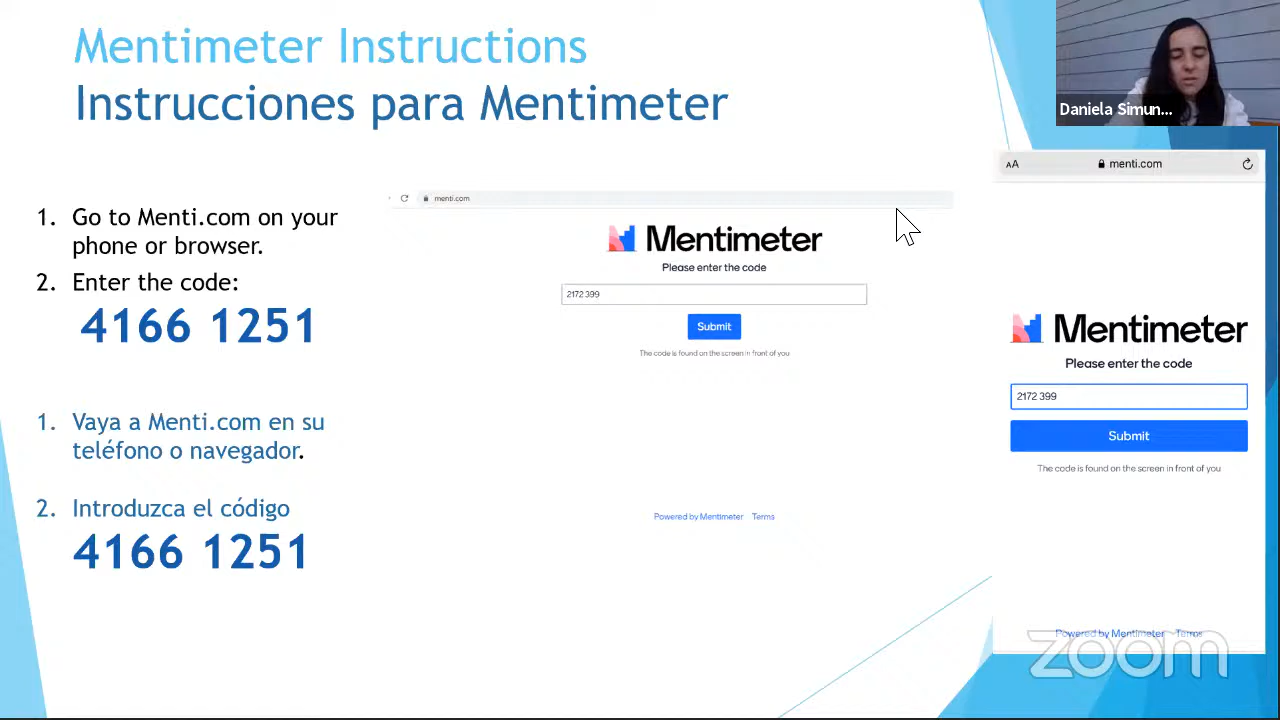 Mentimeter Instructions
Instrucciones para Mentimeter
Daniela Simun...
1. Go to Menti.com on your
phone or browser.
2. Enter the code:
4166 1251
1. Vaya a Menti.com en su
teléfono o navegador.
2. Introduzca el código
4166 1251
menti.com
Mentimeter
Please enter the code
2172 399
Submit
The code is found on the screen in front of you
Powered by Mentimeter Terms
AA menti.com
Mentimeter
Please enter the code
2172 399
Submit
The code is found on the screen in front of you
Powered by Mentimeter Terms
zoom